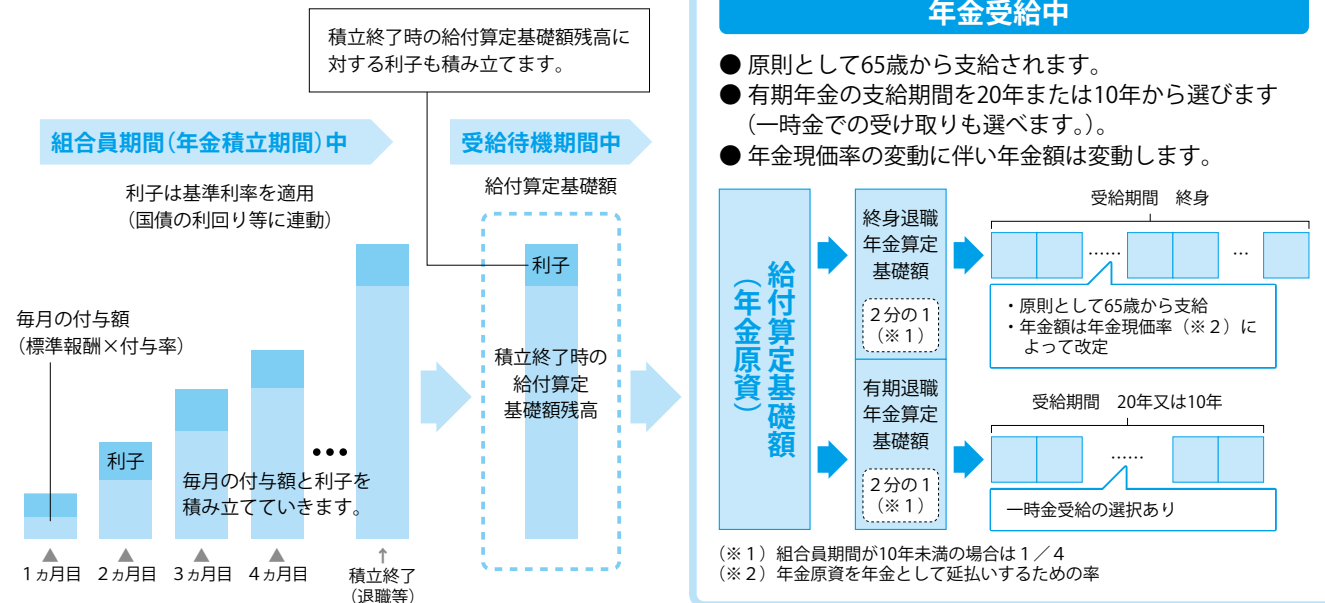 積立終了時の給付算定基礎額残高に
対する利子も積み立てます。
組合員期間(年金積立期間)中
受給待機期間中
利子は基準利率を適用
(国債の利回り等に連動)
給付算定基礎額
毎月の付与額
(標準報酬×付与率)
利子
利子
毎月の付与額と利子を
積み立てていきます。
•••
積立終了時の
給付算定
基礎額残高
▲
▲
▲
▲
↑
1ヵ月目
2ヵ月目
3ヵ月目
4ヵ月目
積立終了
(退職等)
年金受給中
● 原則として65歳から支給されます。
● 有期年金の支給期間を20年または10年から選びます
(一時金での受け取りも選べます。)。
● 年金現価率の変動に伴い年金額は変動します。
給付算定基礎額
(年金原資)
終身退職
年金算定
基礎額
2分の1
(※1)
受給期間 終身
……
…
・原則として65歳から支給
・年金額は年金現価率(※2)に
よって改定
有期退職
年金算定
基礎額
2分の1
(※1)
受給期間 20年又は10年
……
一時金受給の選択あり
(※1)組合員期間が10年未満の場合は1/4
(※2)年金原資を年金として延払いするための率